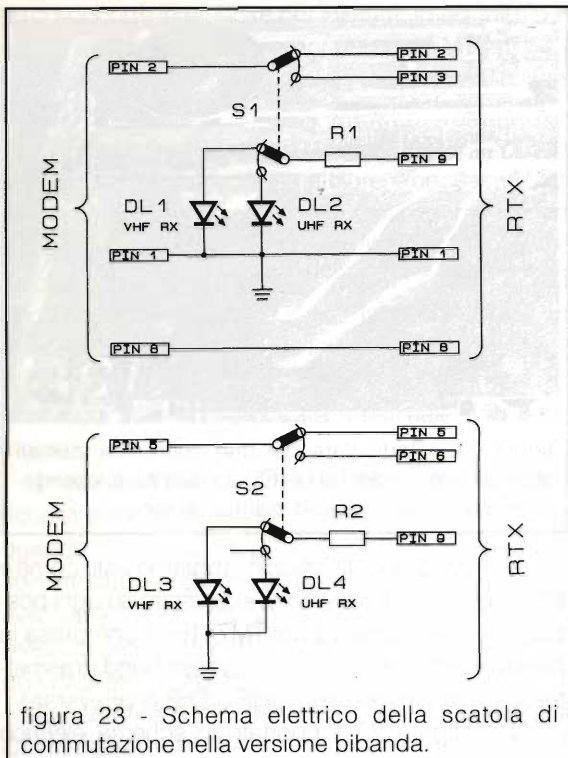 PIN 2 PIN 2
PIN 3
S1
R1
PIN 9
MODEM
DL1 DL2
VHF RX UHF RX
RTX
PIN 1 PIN 1
PIN 8 PIN 8
PIN 5 PIN 5
PIN 6
S2
R2
PIN 9
MODEM
DL3 DL4
VHF RX UHF RX
RTX
figura 23 - Schema elettrico della scatola di
commutazione nella versione bibanda.